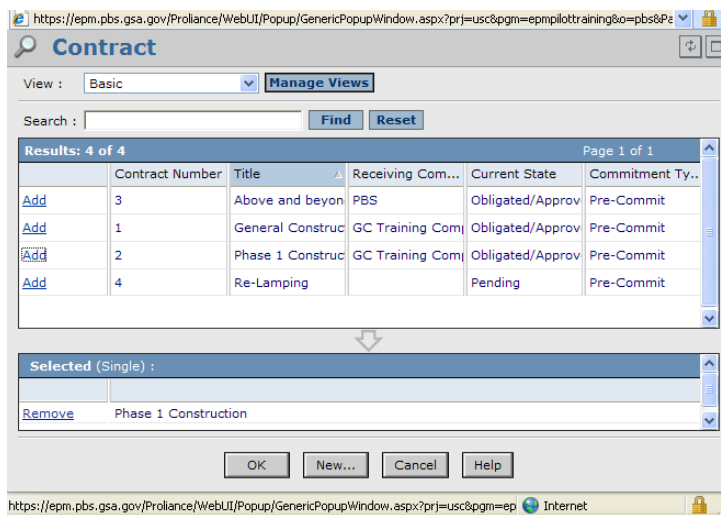 https://epm.pbs.gsa.gov/Proliance/WebUI/Popup/GenericPopupWindow.aspx?prj=usc&pgm=epmpilottraining&o=pbs&Pa
Contract
View : Basic Manage Views
Search : Find Reset
Results: 4 of 4 Page 1 of 1
Contract Number Title Receiving Com... Current State Commitment Ty..
Add 3 Above and beyon PBS Obligated/Approv Pre-Commit
Add 1 General Construc GC Training Comp Obligated/Approv Pre-Commit
Add 2 Phase 1 Construc GC Training Comp Obligated/Approv Pre-Commit
Add 4 Re-Lamping Pending Pre-Commit
Selected (Single) :
Remove Phase 1 Construction
OK New... Cancel Help
https://epm.pbs.gsa.gov/Proliance/WebUI/Popup/GenericPopupWindow.aspx?prj=usc&pgm=ep Internet